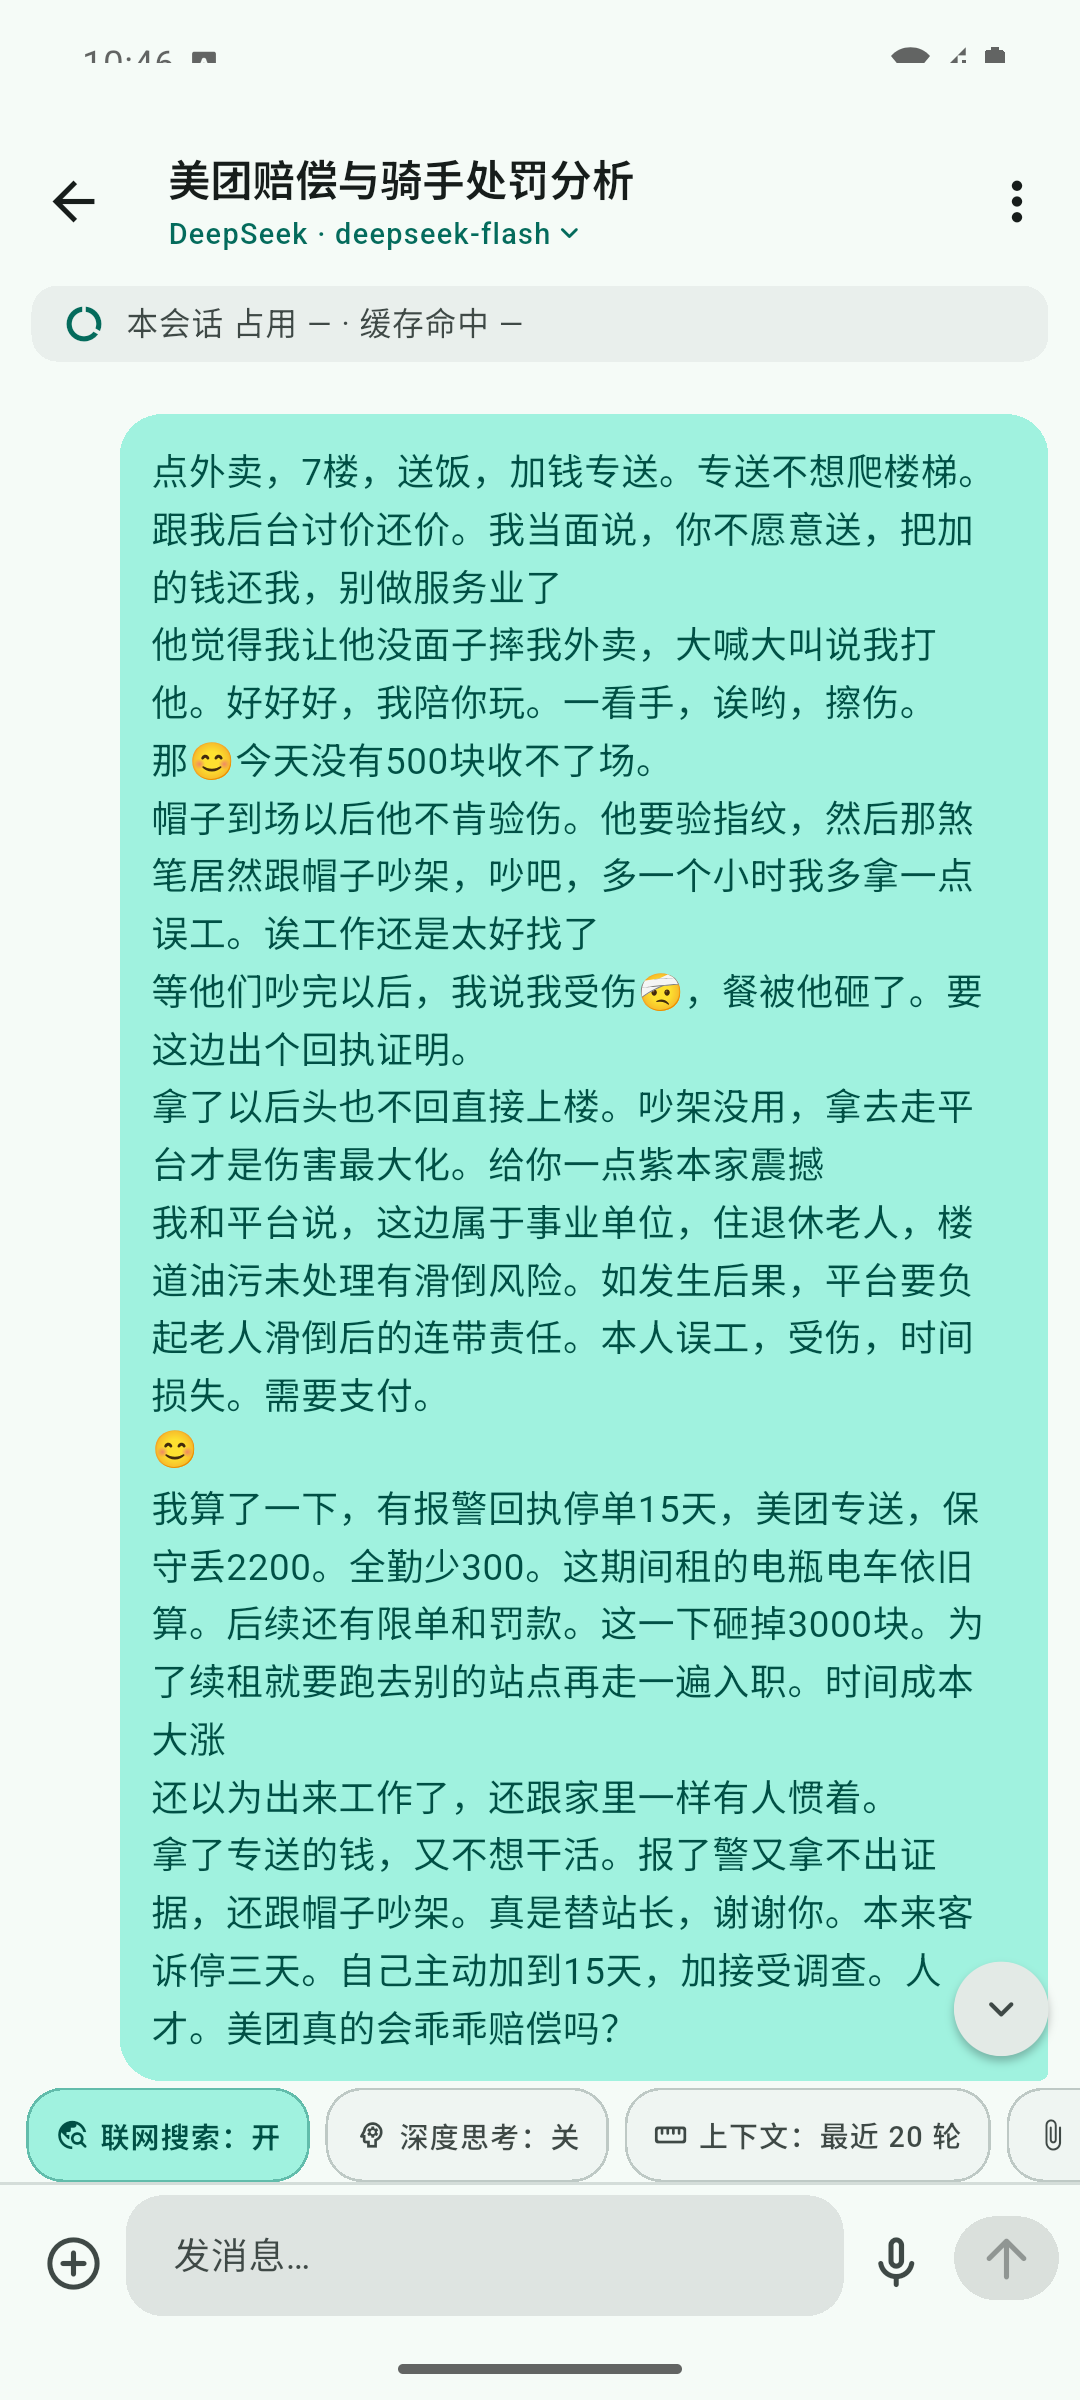 10:46
美团赔偿与骑手处罚分析
DeepSeek · deepseek-flash
本会话 占用 — · 缓存命中 —
点外卖，7楼，送饭，加钱专送。专送不想爬楼梯。
跟我后台讨价还价。我当面说，你不愿意送，把加
的钱还我，别做服务业了
他觉得我让他没面子摔我外卖，大喊大叫说我打
他。好好好，我陪你玩。一看手，诶哟，擦伤。
那😊今天没有500块收不了场。
帽子到场以后他不肯验伤。他要验指纹，然后那煞
笔居然跟帽子吵架，吵吧，多一个小时我多拿一点
误工。诶工作还是太好找了
等他们吵完以后，我说我受伤🤕，餐被他砸了。要
这边出个回执证明。
拿了以后头也不回直接上楼。吵架没用，拿去走平
台才是伤害最大化。给你一点紫本家震撼
我和平台说，这边属于事业单位，住退休老人，楼
道油污未处理有滑倒风险。如发生后果，平台要负
起老人滑倒后的连带责任。本人误工，受伤，时间
损失。需要支付。
😊
我算了一下，有报警回执停单15天，美团专送，保
守丢2200。全勤少300。这期间租的电瓶电车依旧
算。后续还有限单和罚款。这一下砸掉3000块。为
了续租就要跑去别的站点再走一遍入职。时间成本
大涨
还以为出来工作了，还跟家里一样有人惯着。
拿了专送的钱，又不想干活。报了警又拿不出证
据，还跟帽子吵架。真是替站长，谢谢你。本来客
诉停三天。自己主动加到15天，加接受调查。人
才。美团真的会乖乖赔偿吗？
联网搜索：开
深度思考：关
上下文：最近 20 轮
发消息...